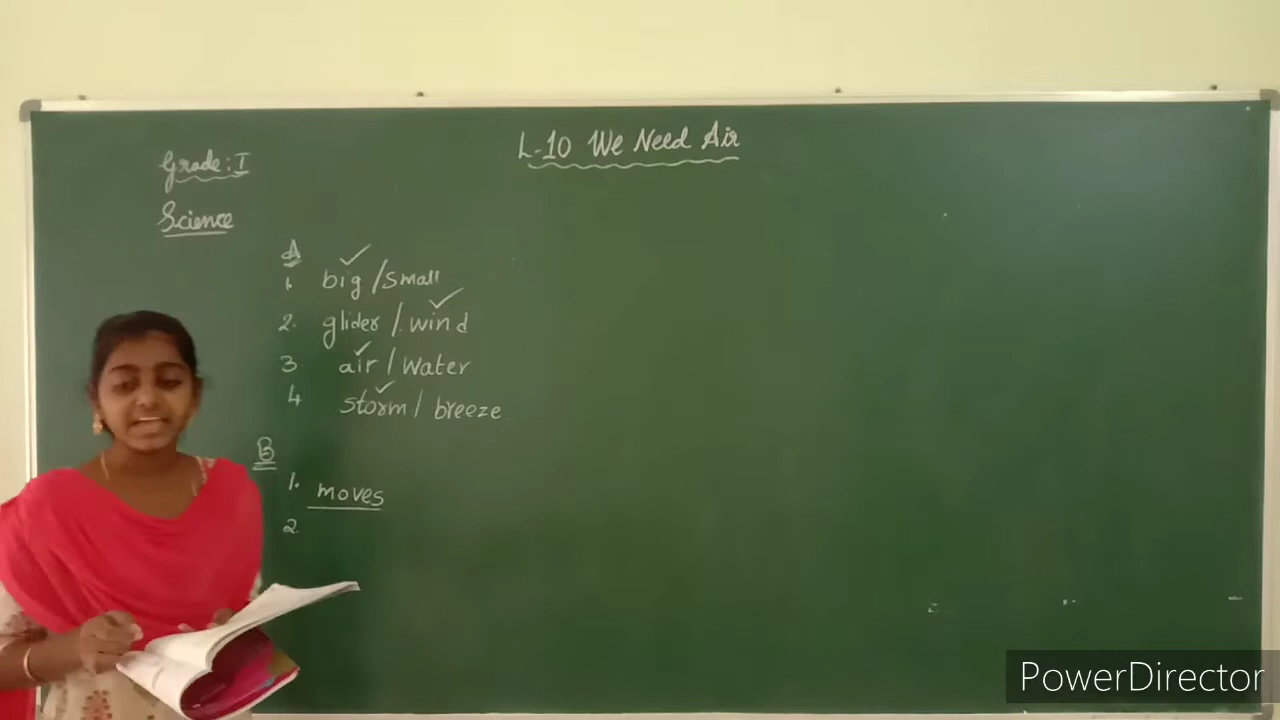 L-10 We Need Air
Grade: I
Science
A
1. big / small
2. glider / wind
3 air / water
4 storm / breeze
B
1. moves
2.
PowerDirector